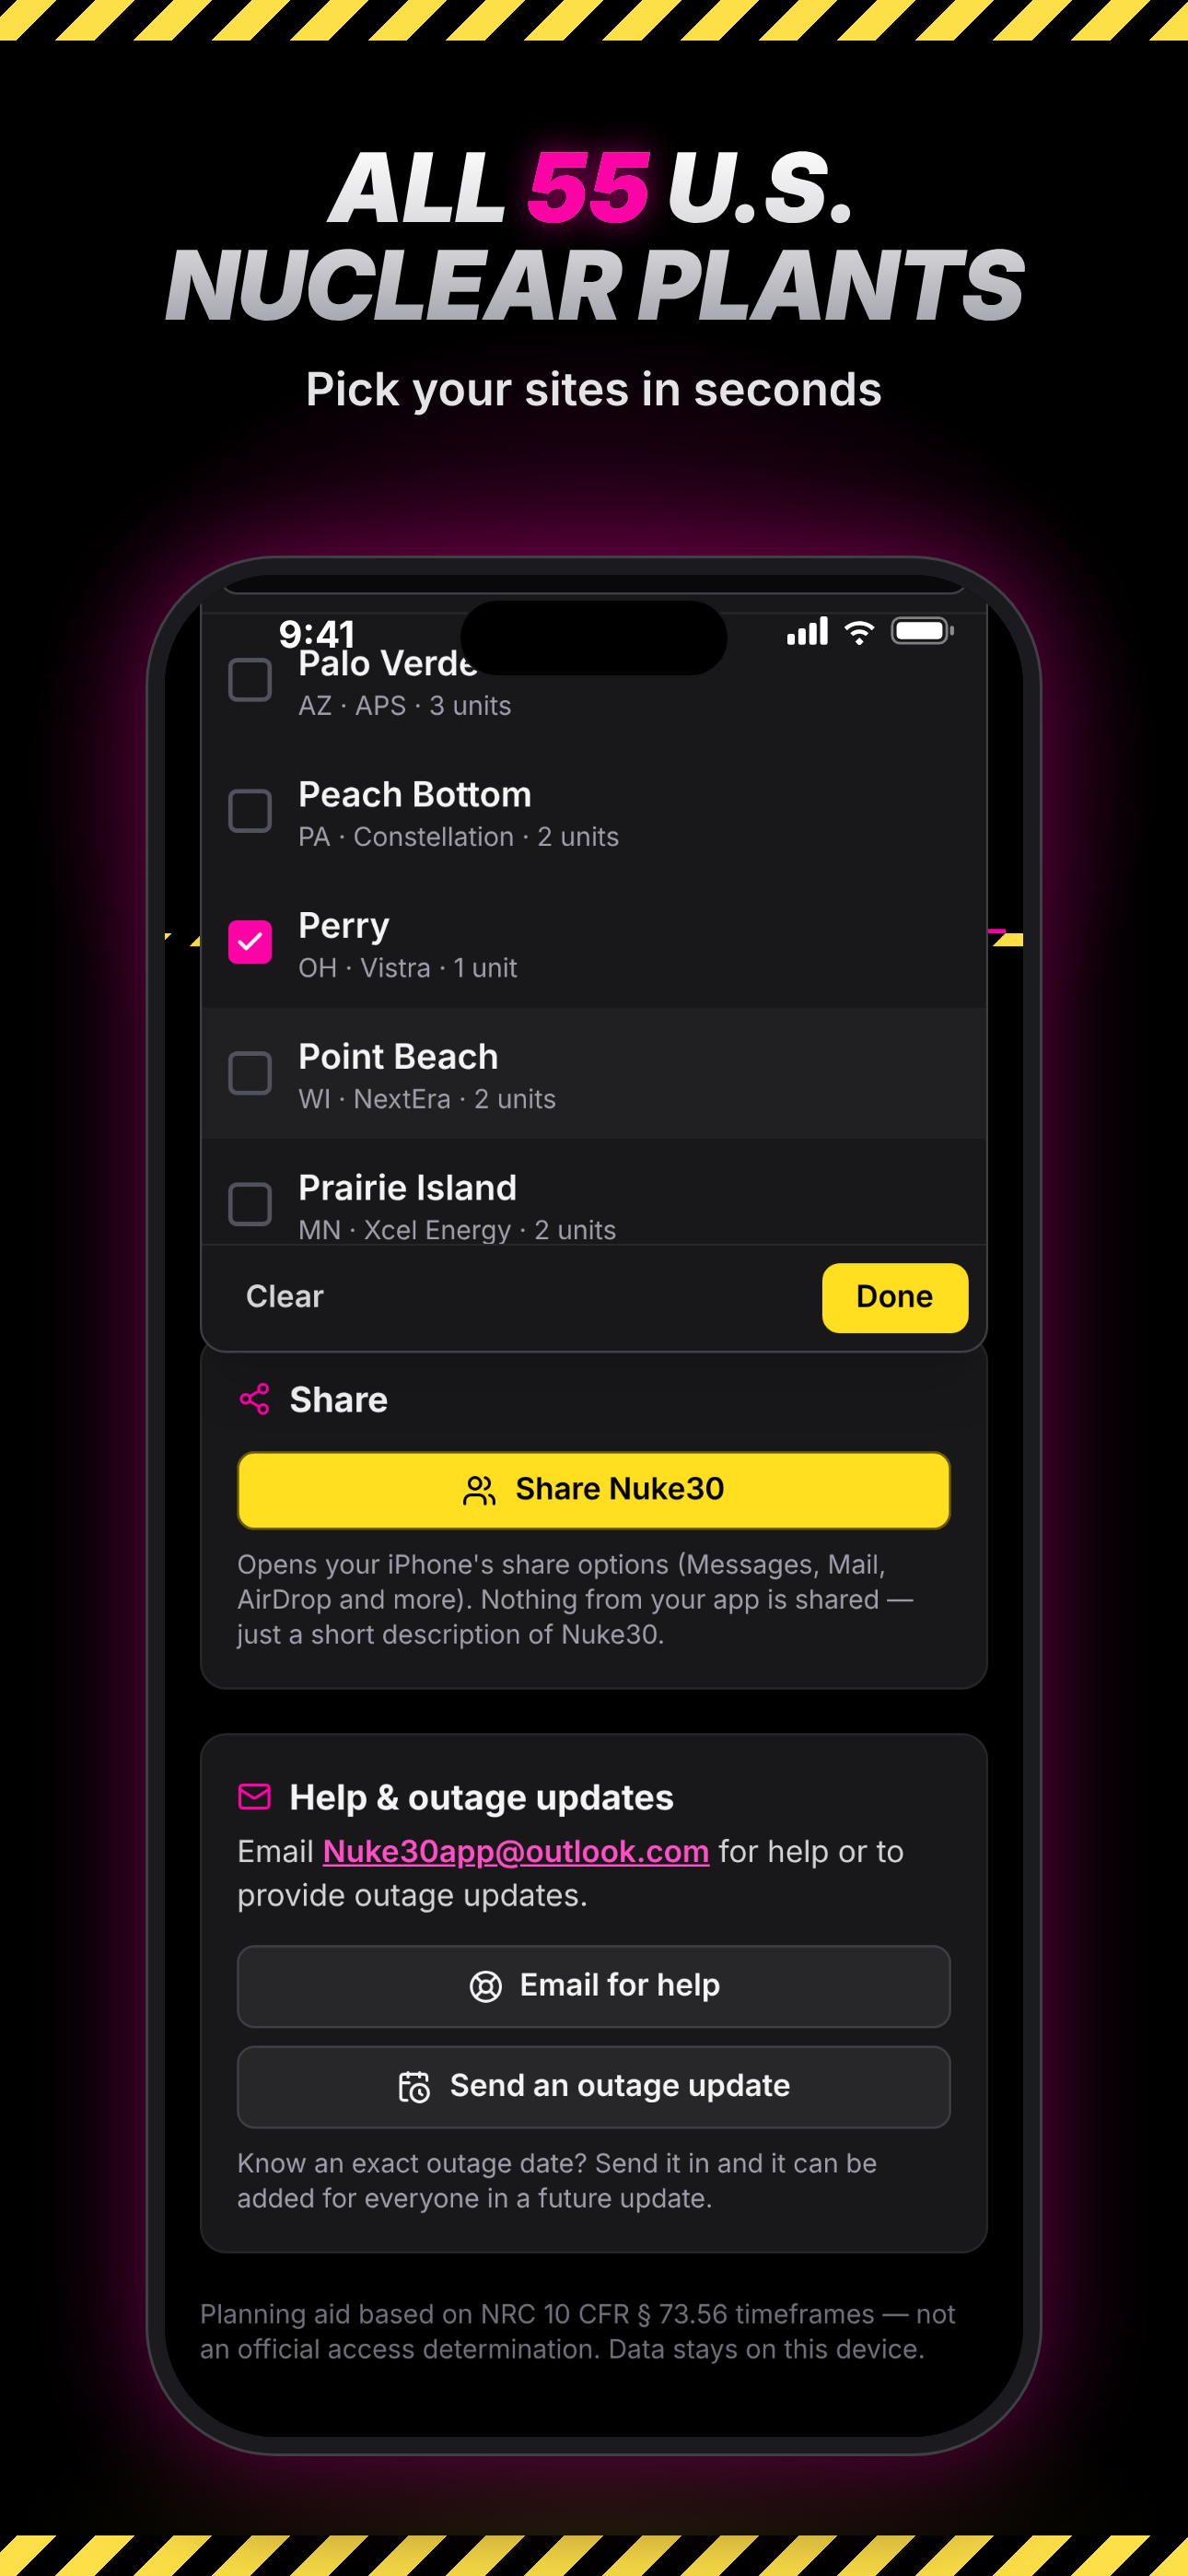 ALL 55 U.S.
NUCLEAR PLANTS
Pick your sites in seconds
9:41
Palo Verde
AZ · APS · 3 units
Peach Bottom
PA · Constellation · 2 units
Perry
OH · Vistra · 1 unit
Point Beach
WI · NextEra · 2 units
Prairie Island
MN · Xcel Energy · 2 units
Clear
Done
Share
Share Nuke30
Opens your iPhone's share options (Messages, Mail,
AirDrop and more). Nothing from your app is shared —
just a short description of Nuke30.
Help & outage updates
Email Nuke30app@outlook.com for help or to
provide outage updates.
Email for help
Send an outage update
Know an exact outage date? Send it in and it can be
added for everyone in a future update.
Planning aid based on NRC 10 CFR § 73.56 timeframes — not
an official access determination. Data stays on this device.